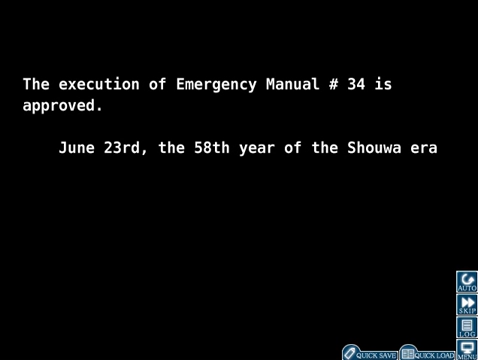 The execution of Emergency Manual # 34 is
approved.
June 23rd, the 58th year of the Shouwa era
AUTO
SKIP
LOG
QUICK SAVE
QUICK LOAD
MENU